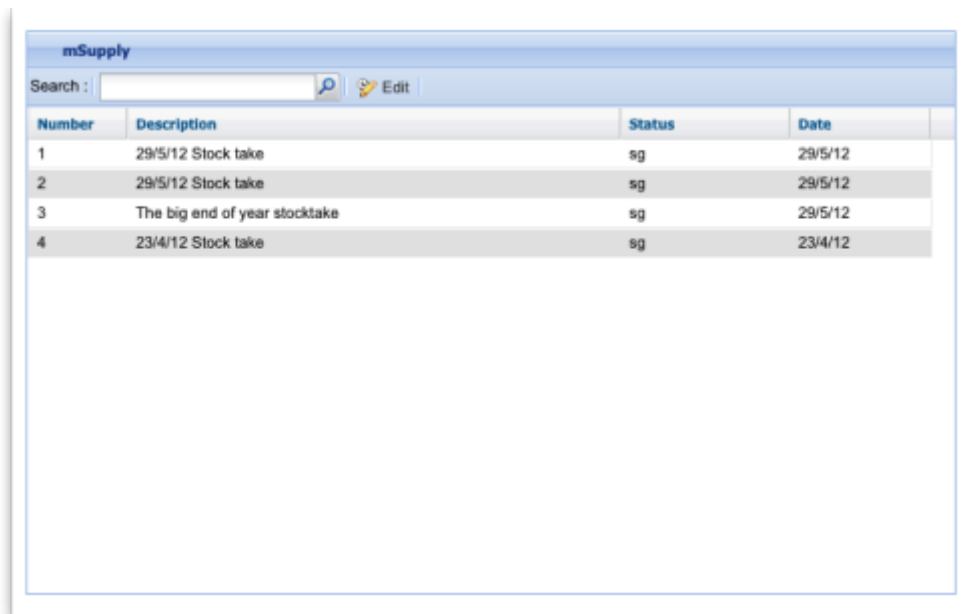 mSupply
Search : Edit
Number Description Status Date
1 29/5/12 Stock take sg 29/5/12
2 29/5/12 Stock take sg 29/5/12
3 The big end of year stocktake sg 29/5/12
4 23/4/12 Stock take sg 23/4/12